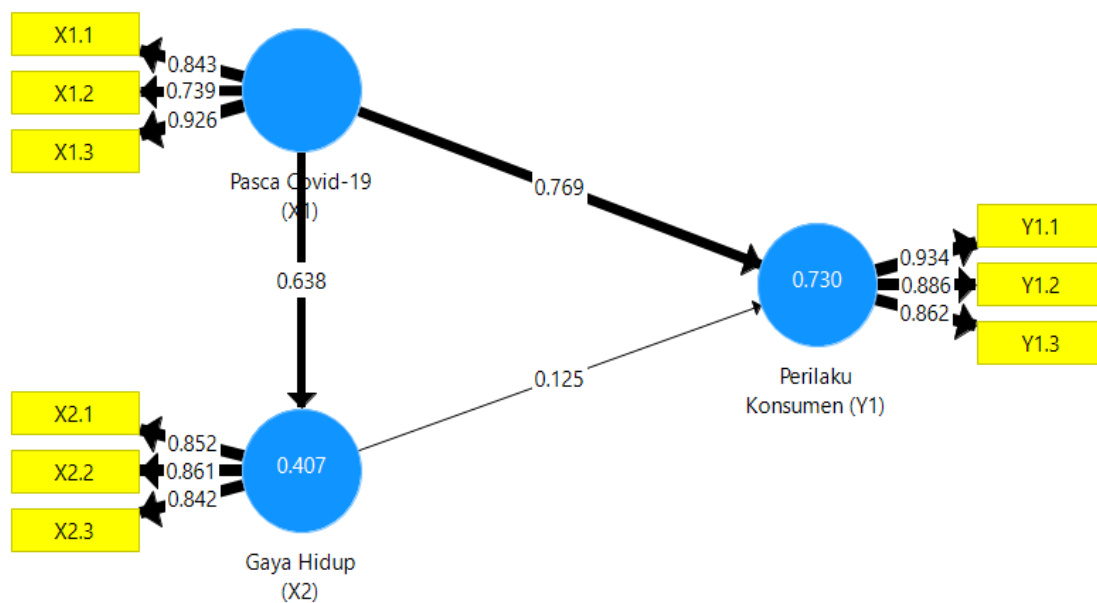 X1.1
0.843
X1.2
0.739
0.926
X1.3
Pasca Covid-19
(X1)
0.769
0.638
Y1.1
0.934
0.730
0.886
Y1.2
0.862
Y1.3
Perilaku
Konsumen (Y1)
0.125
X2.1
0.852
X2.2
0.861
0.407
0.842
X2.3
Gaya Hidup
(X2)